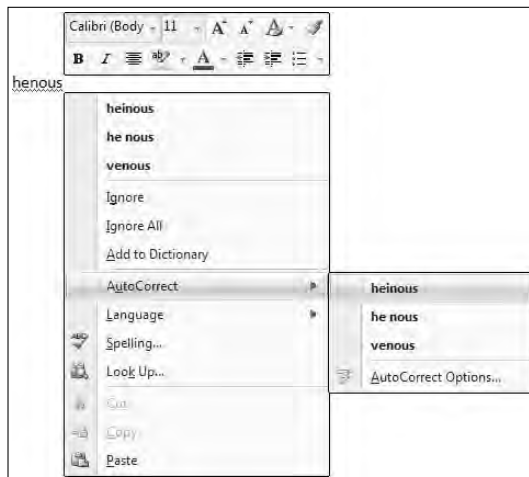 Calibri (Body 11 A A A
B I ab A
henous
heinous
he nous
venous
Ignore
Ignore All
Add to Dictionary
AutoCorrect
Language
Spelling...
Look Up...
Cut
Copy
Paste
heinous
he nous
venous
AutoCorrect Options...